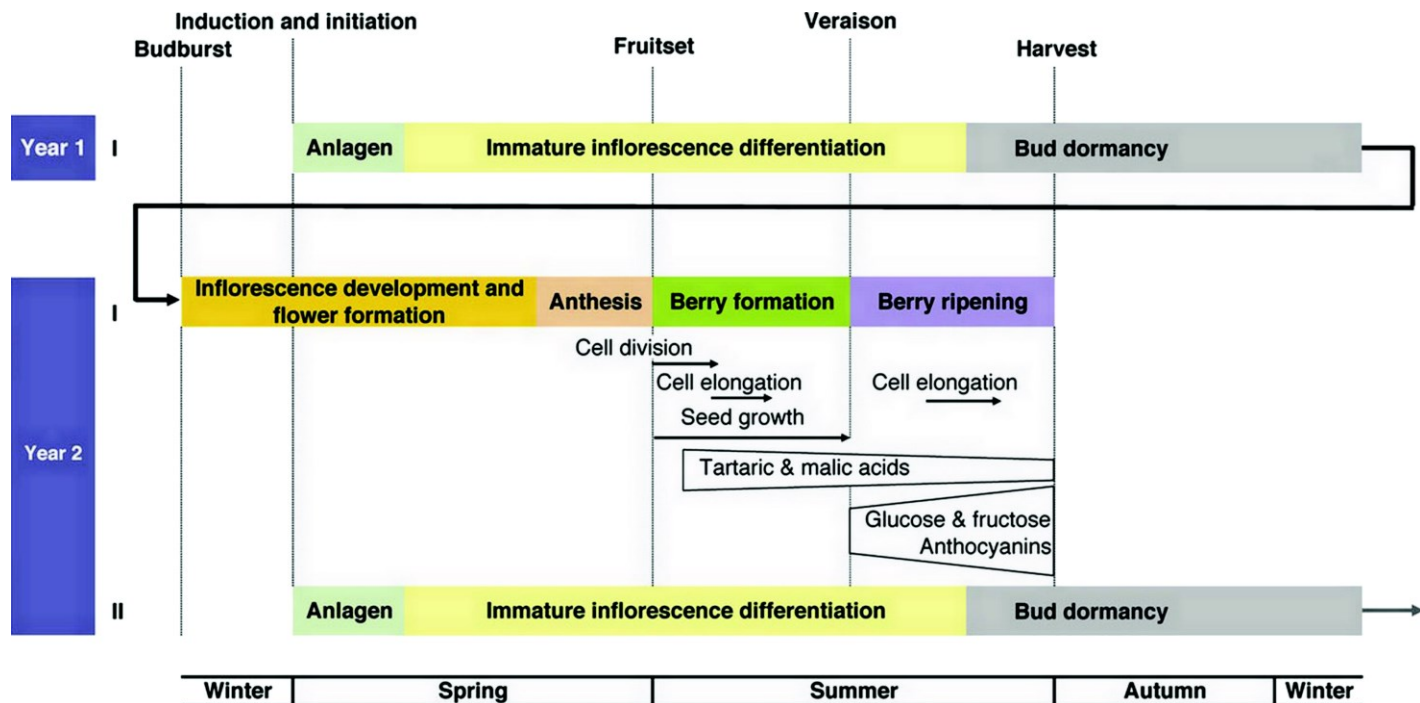 Induction and initiation
Veraison
Budburst
Fruitset
Harvest
Year 1
I
Anlagen
Immature inflorescence differentiation
Bud dormancy
Inflorescence development and
flower formation
Anthesis
Berry formation
Berry ripening
I
Cell division
Cell elongation
Cell elongation
Seed growth
Year 2
Tartaric & malic acids
Glucose & fructose
Anthocyanins
II
Anlagen
Immature inflorescence differentiation
Bud dormancy
Winter
Spring
Summer
Autumn
Winter